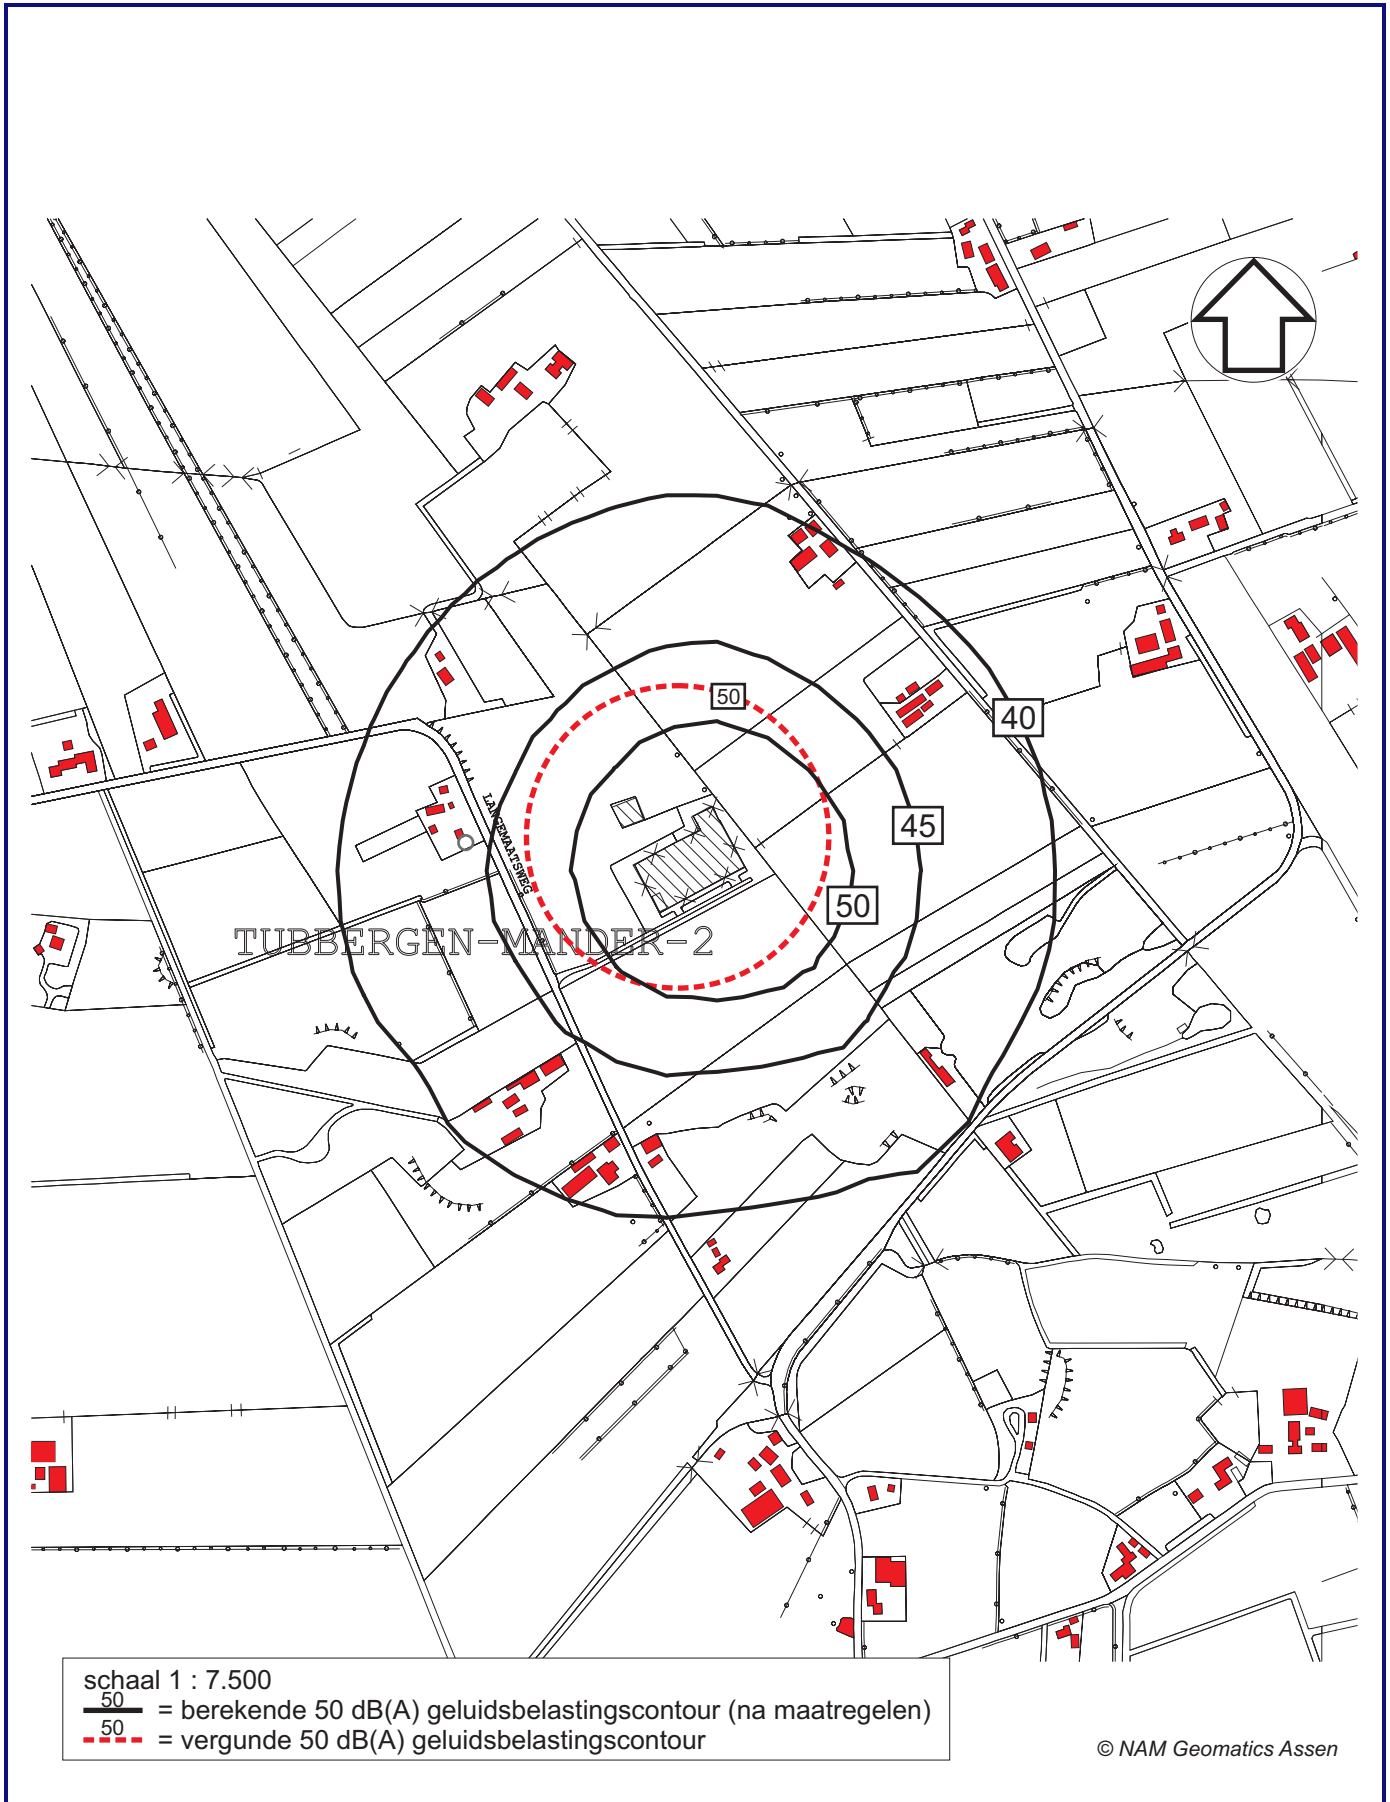 50
40
45
LANGEMAATSWEG
50
TUBBERGEN-MANDER-2
schaal 1 : 7.500
50
= berekende 50 dB(A) geluidsbelastingscontour (na maatregelen)
50
= vergunde 50 dB(A) geluidsbelastingscontour
© NAM Geomatics Assen